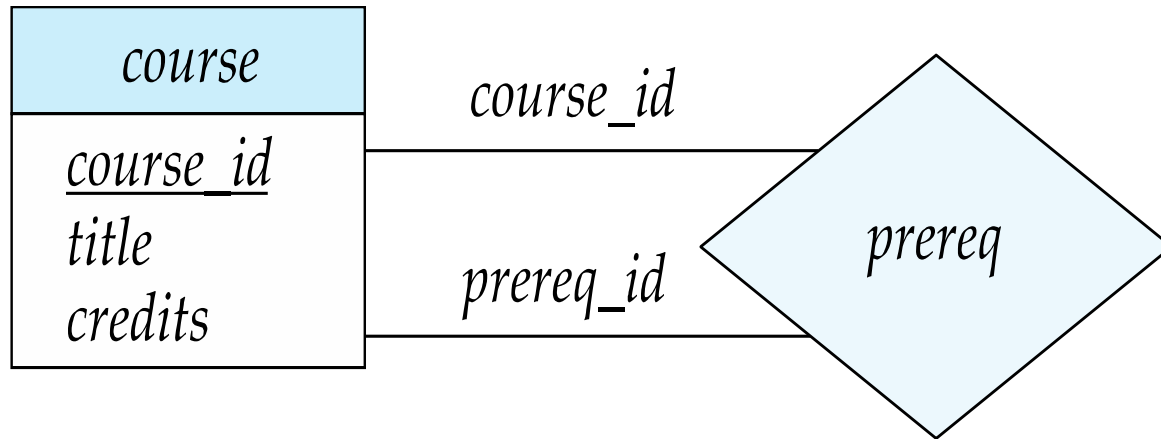 course
course_id
title
credits
course_id
prereq_id
prereq